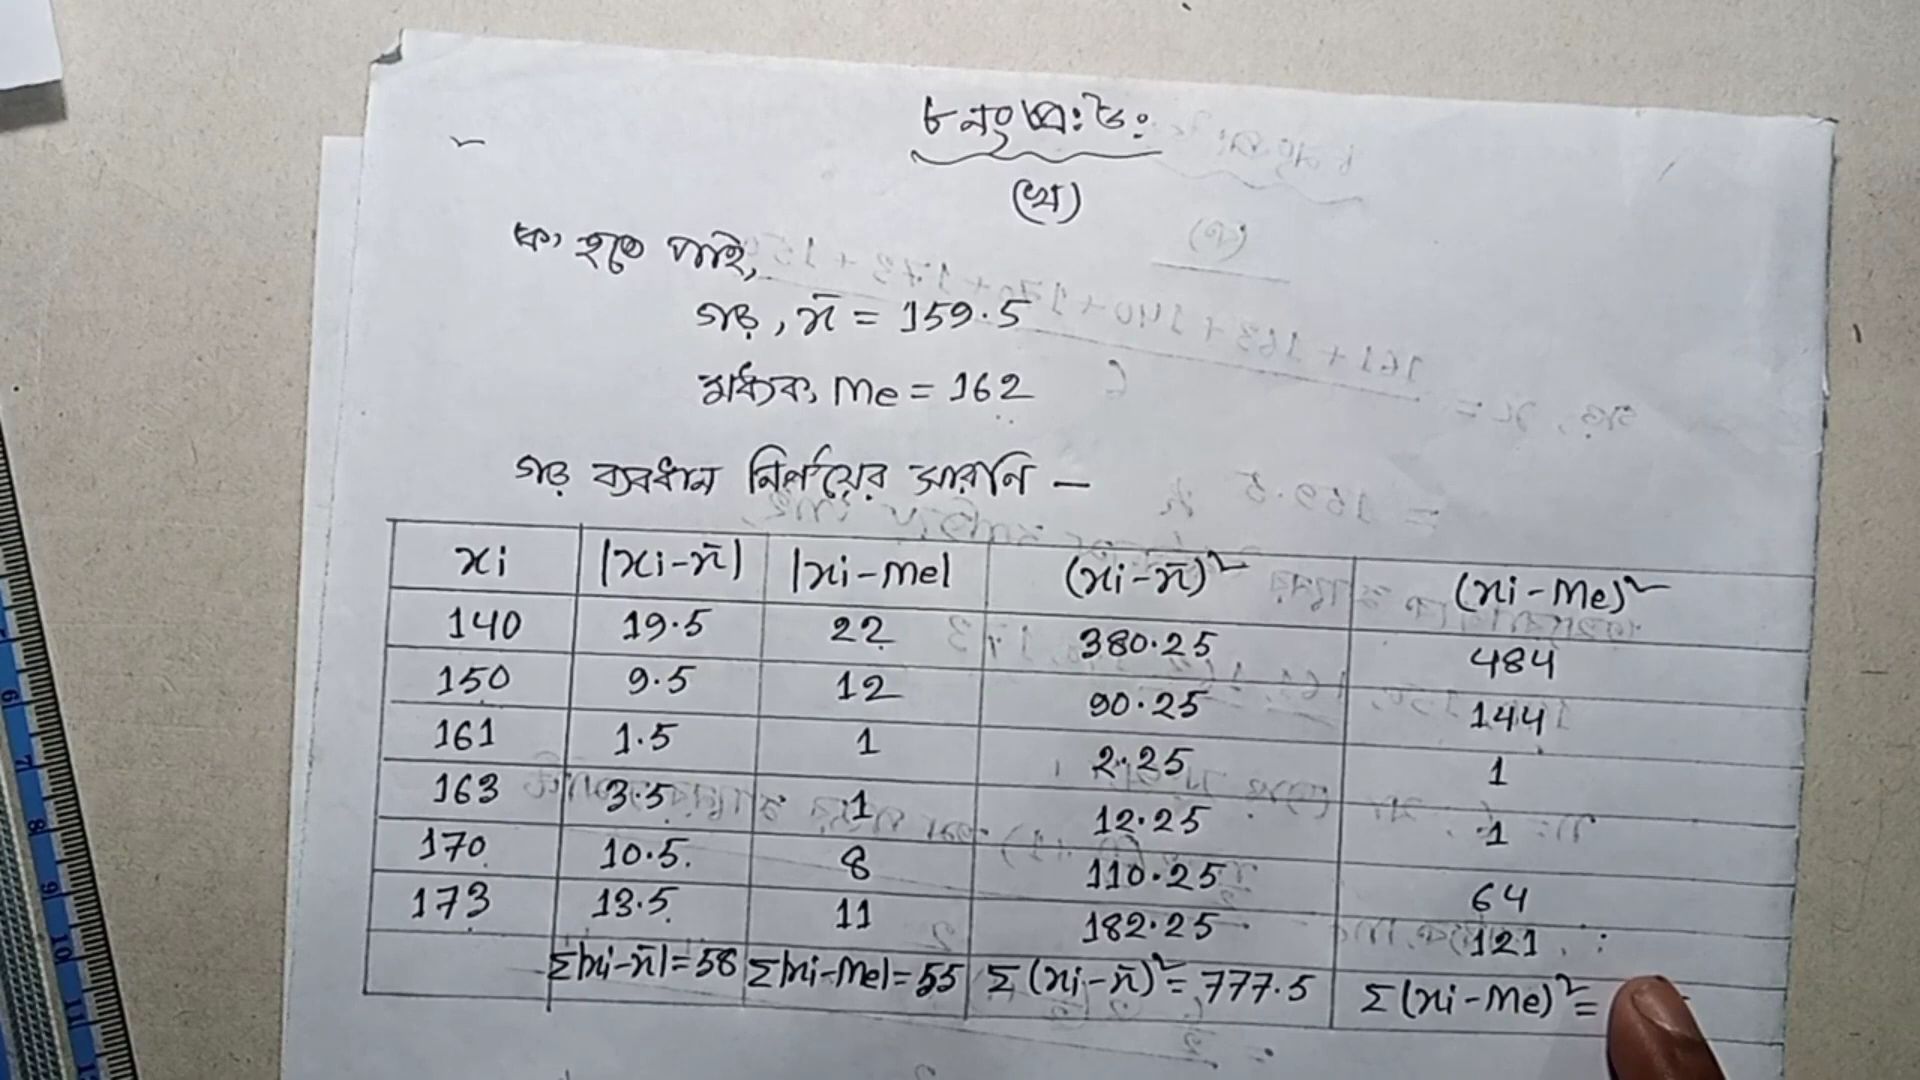 ৮ নং প্রঃ উঃ
(খ)
ক, হতে পাই,
গড়, x̄ = 159.5
মধ্যক, Me = 162
গড় ব্যবধান নির্ণয়ের সারণি —
xi |xi-x̄| |xi-Me| (xi-x̄)² (xi-Me)²
140 19.5 22 380.25 484
150 9.5 12 90.25 144
161 1.5 1 2.25 1
163 3.5 1 12.25 1
170 10.5 8 110.25 64
173 13.5 11 182.25 121
Σ|xi-x̄|=58 Σ|xi-Me|=55 Σ(xi-x̄)²=777.5 Σ(xi-Me)²=